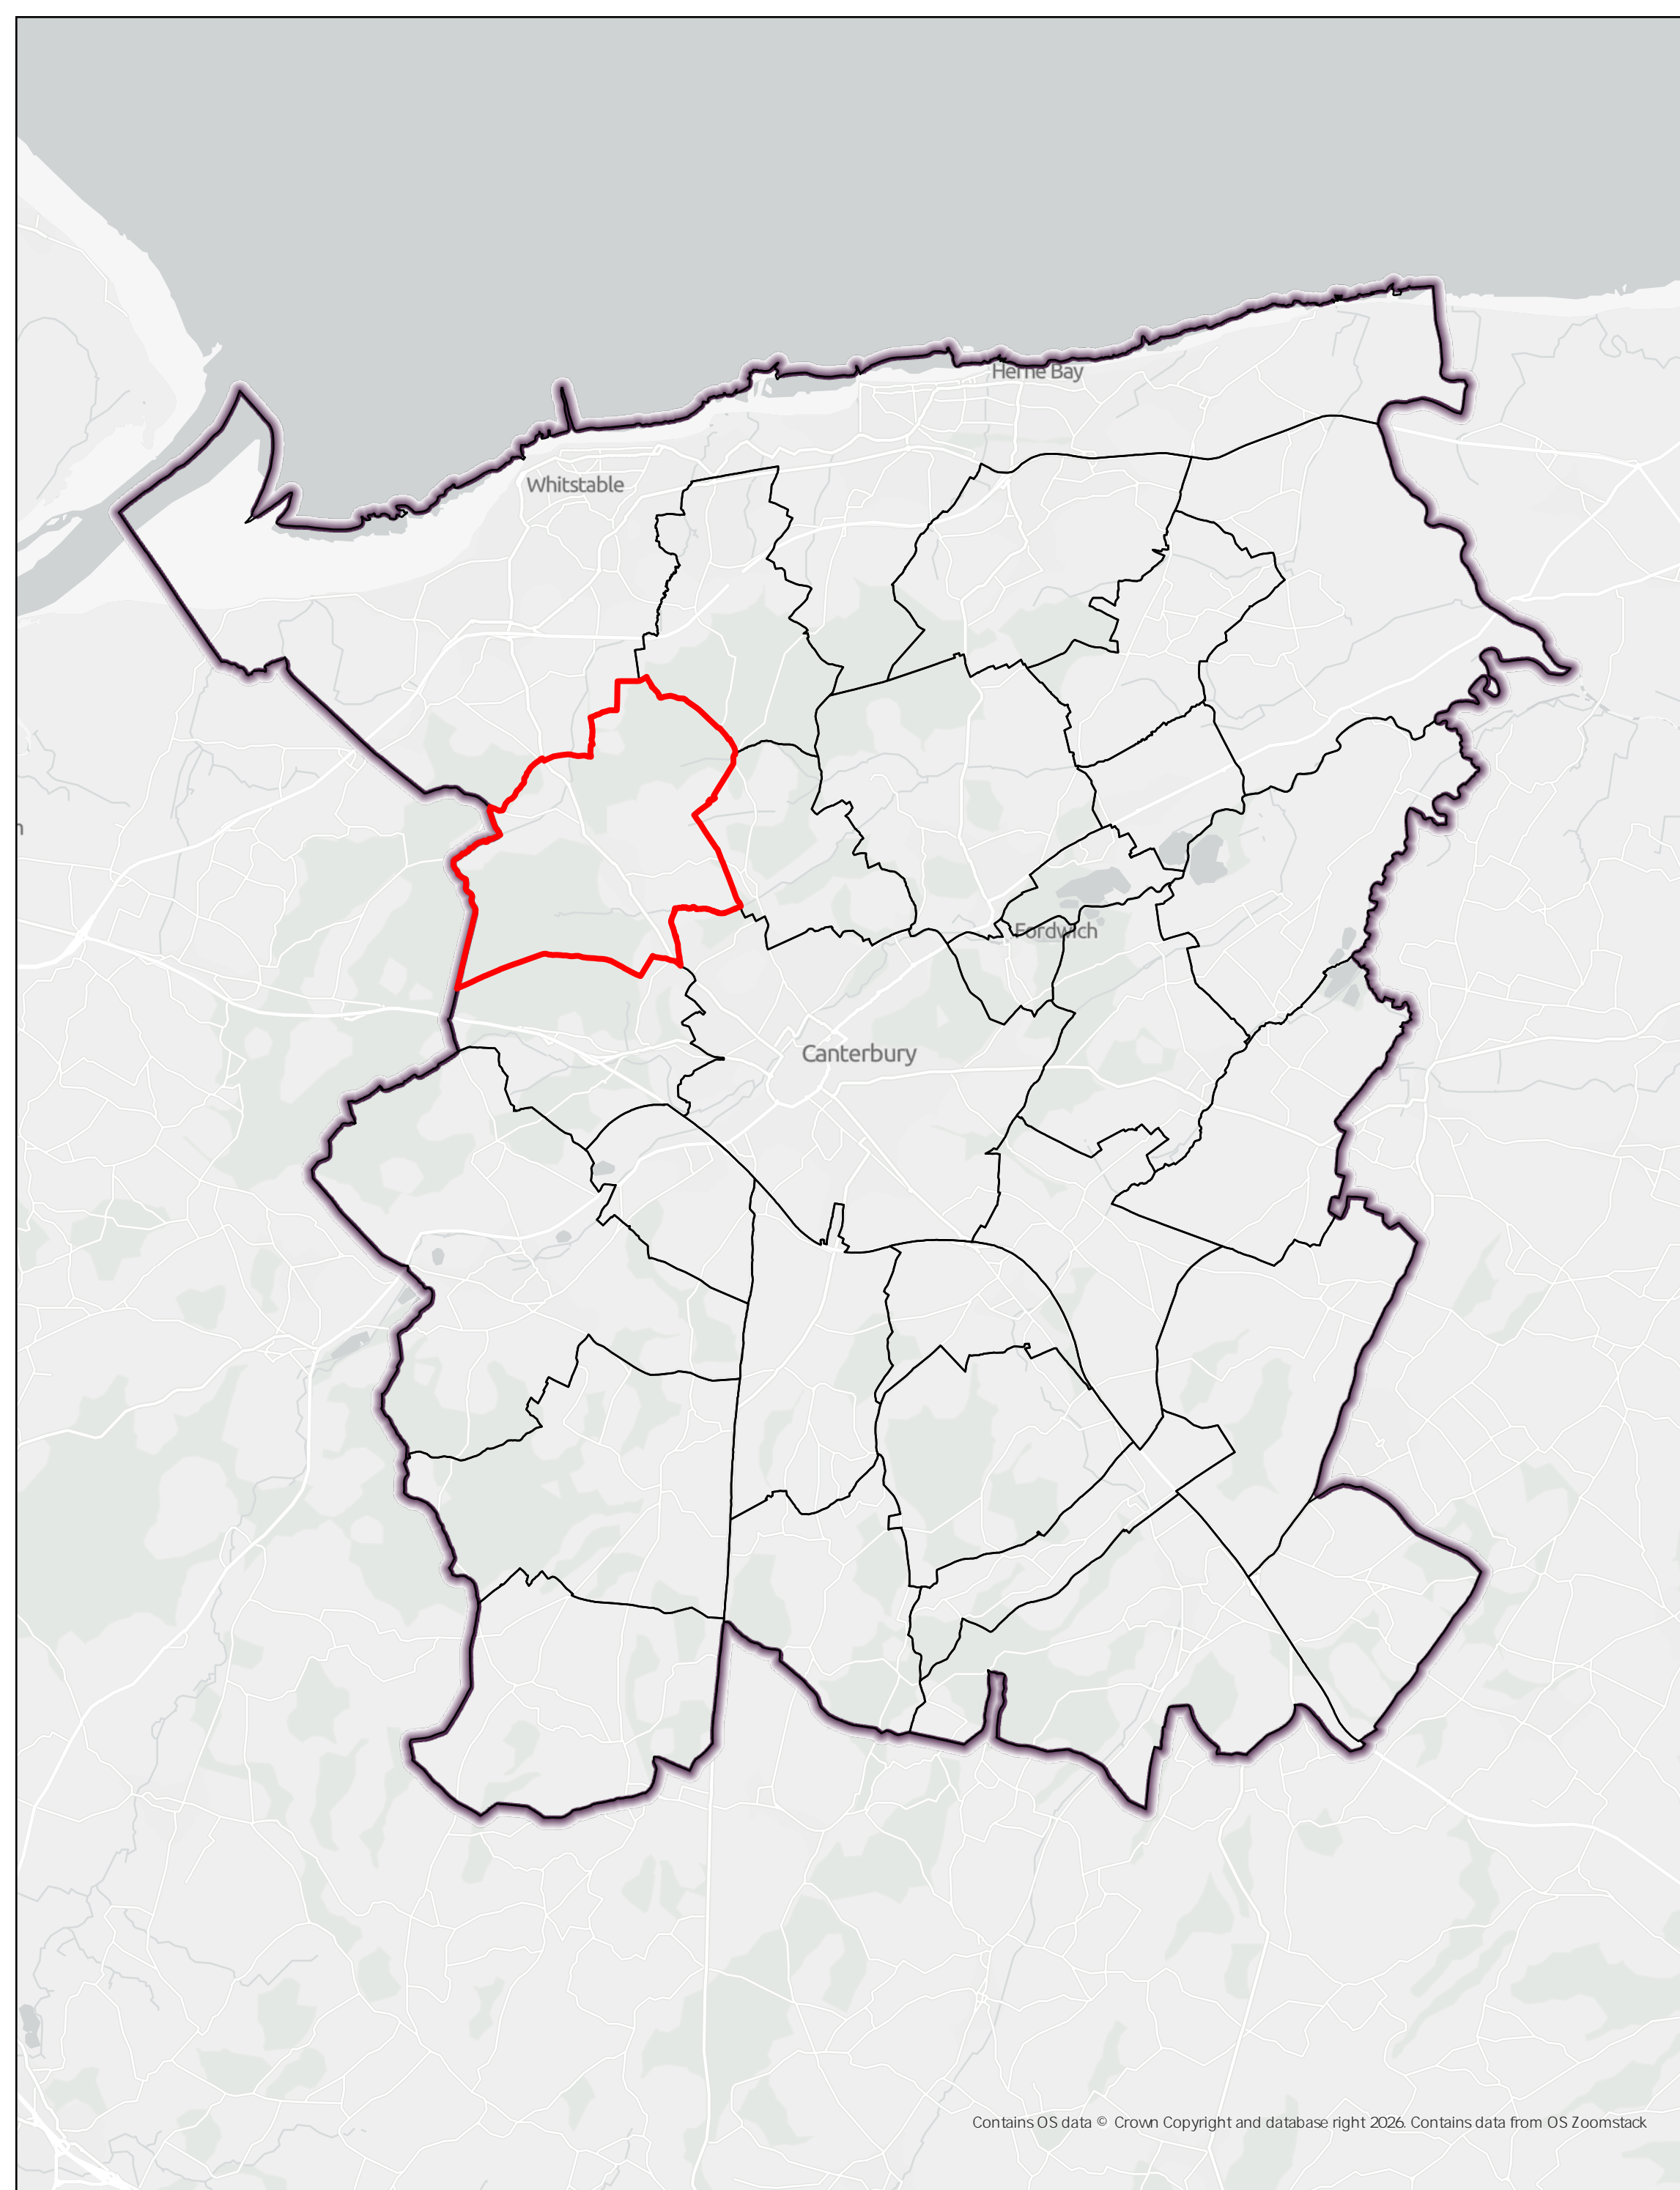 Herne Bay
Whitstable
Fordwich
Canterbury
Contains OS data © Crown Copyright and database right 2026. Contains data from OS Zoomstack